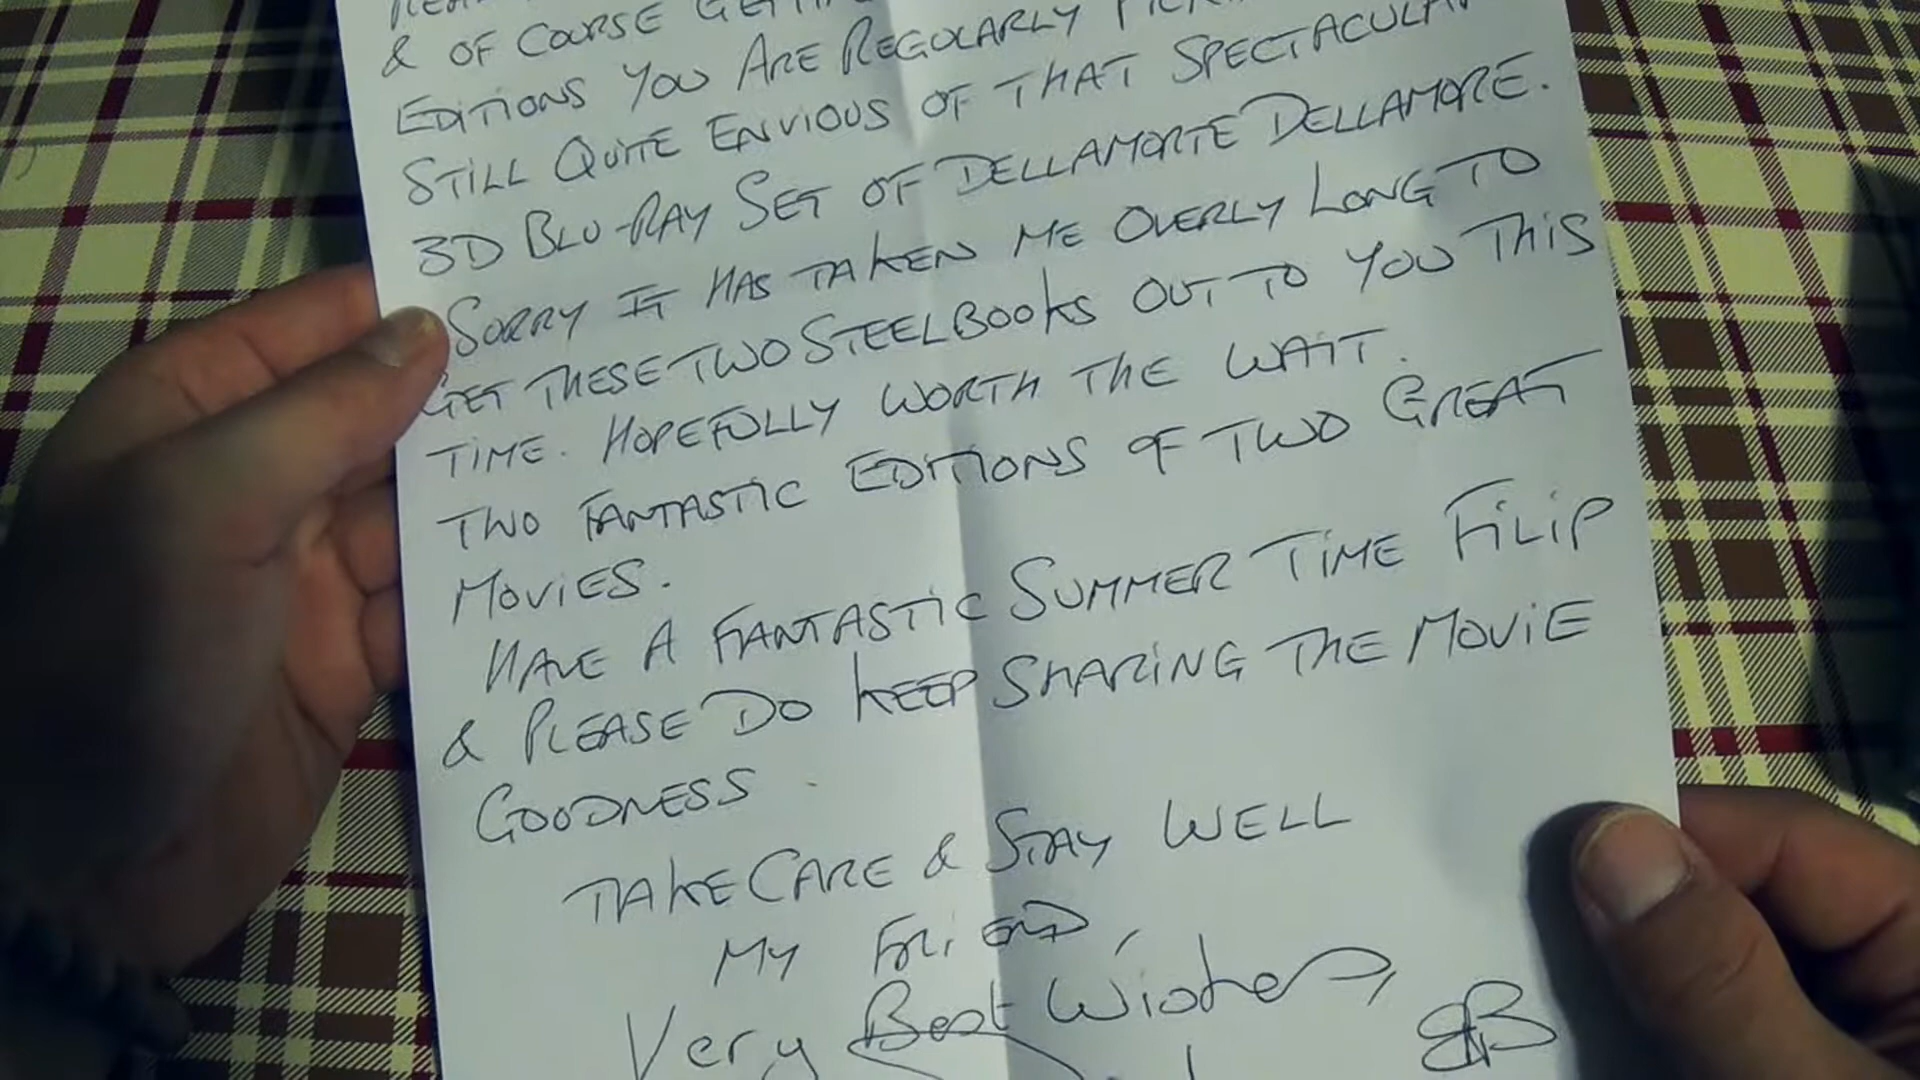 & OF COURSE
EDITIONS YOU ARE REGULARLY
STILL QUITE ENVIOUS OF THAT SPECTACULAR
3D BLU-RAY SET OF DELLAMORTE DELLAMORE.
SORRY IT HAS TAKEN ME OVERLY LONG TO
GET THESE TWO STEELBOOKS OUT TO YOU THIS
TIME. HOPEFULLY WORTH THE WAIT.
TWO FANTASTIC EDITIONS OF TWO GREAT
MOVIES.
HAVE A FANTASTIC SUMMER TIME FILIP
& PLEASE DO KEEP SHARING THE MOVIE
GOODNESS.
TAKE CARE & STAY WELL
MY FRIEND,
Very Best Wishes,